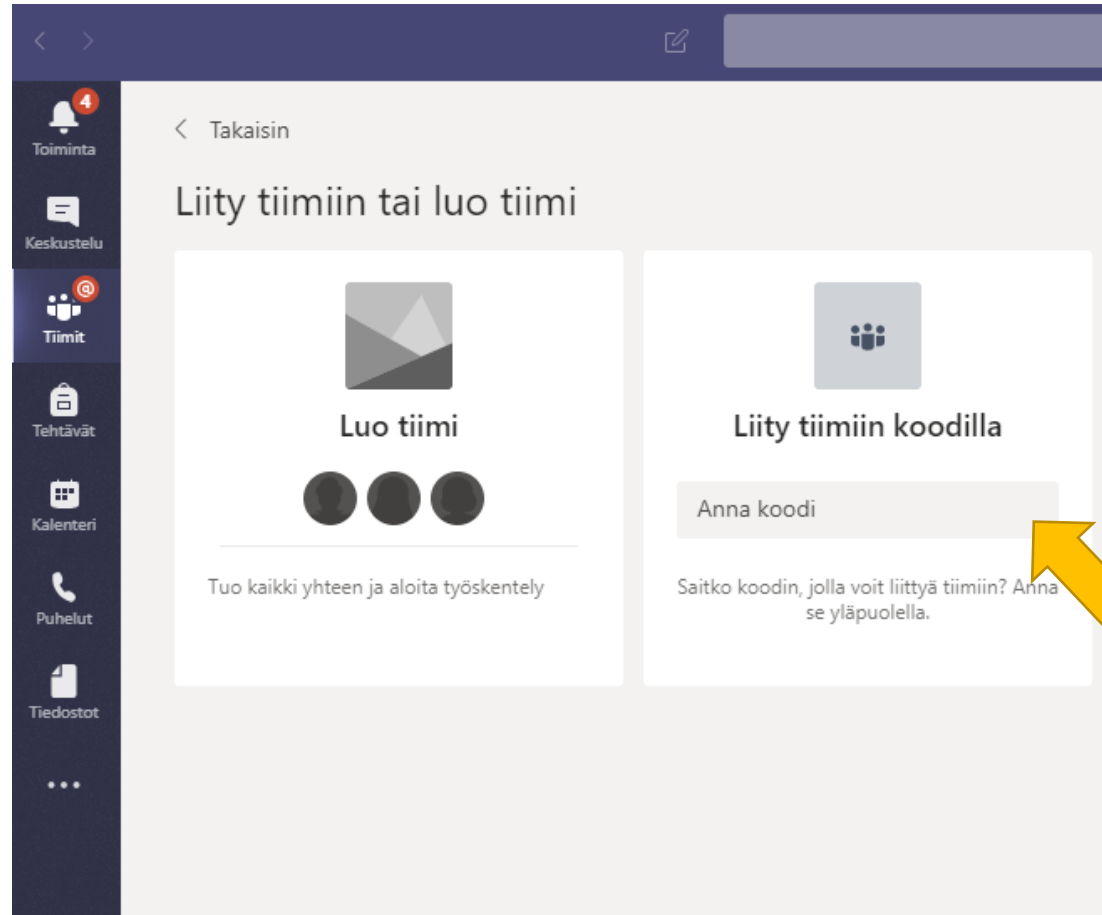 4
Toiminta
Keskustelu
@
Tiimit
Tehtävät
Kalenteri
Puhelut
Tiedostot
Takaisin
Liity tiimiin tai luo tiimi
Luo tiimi
Tuo kaikki yhteen ja aloita työskentely
Liity tiimiin koodilla
Anna koodi
Saitko koodin, jolla voit liittyä tiimiin? Anna
se yläpuolella.